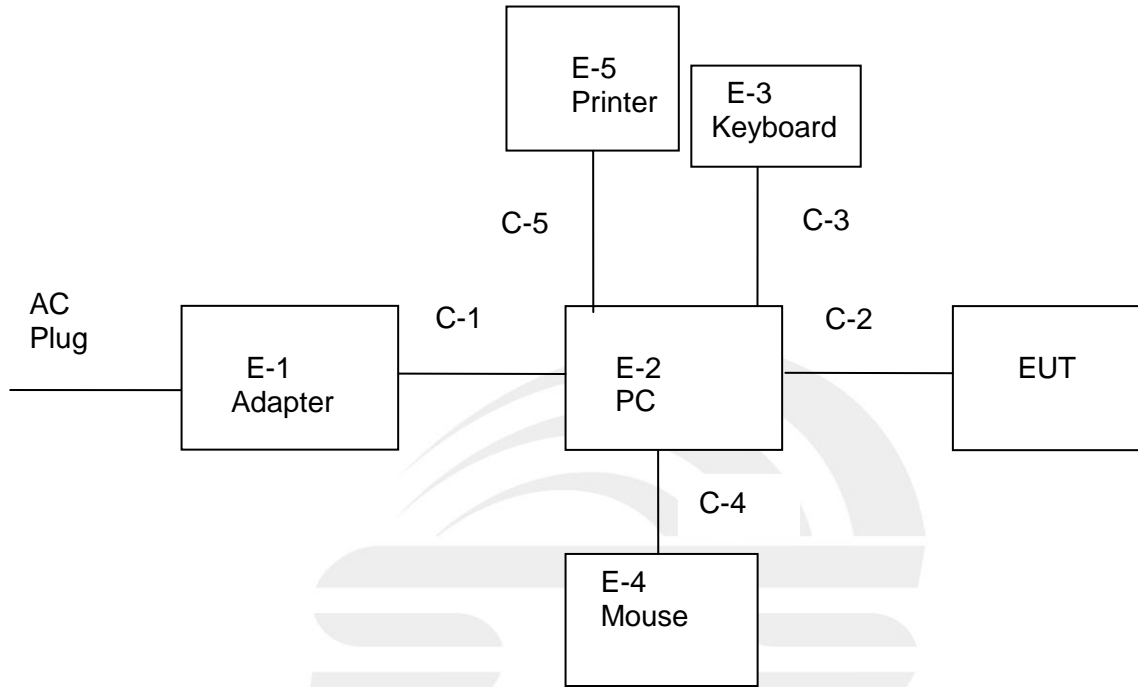 E-5
Printer
E-3
Keyboard
C-5
C-3
AC
Plug
C-1
C-2
E-1
Adapter
E-2
PC
EUT
C-4
E-4
Mouse